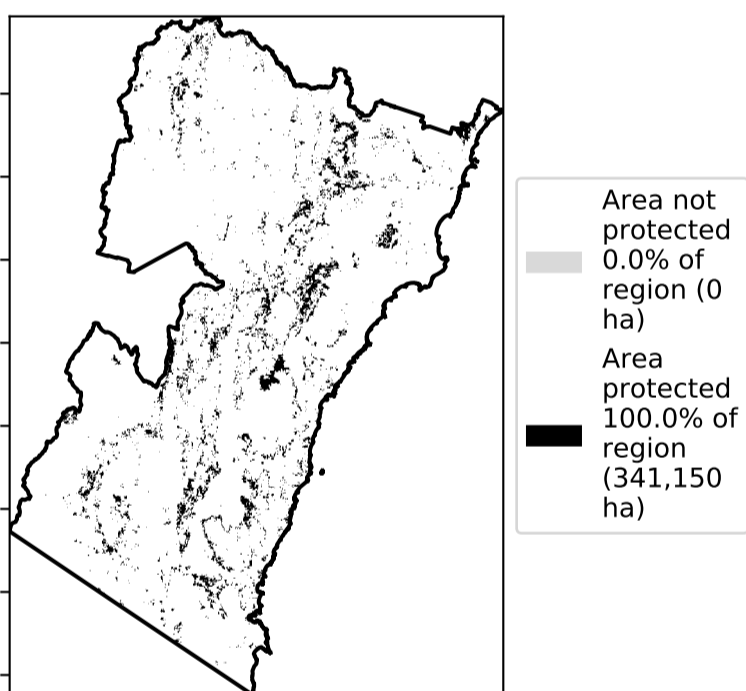 Area not
protected
0.0% of
region (0
ha)
Area
protected
100.0% of
region
(341,150
ha)